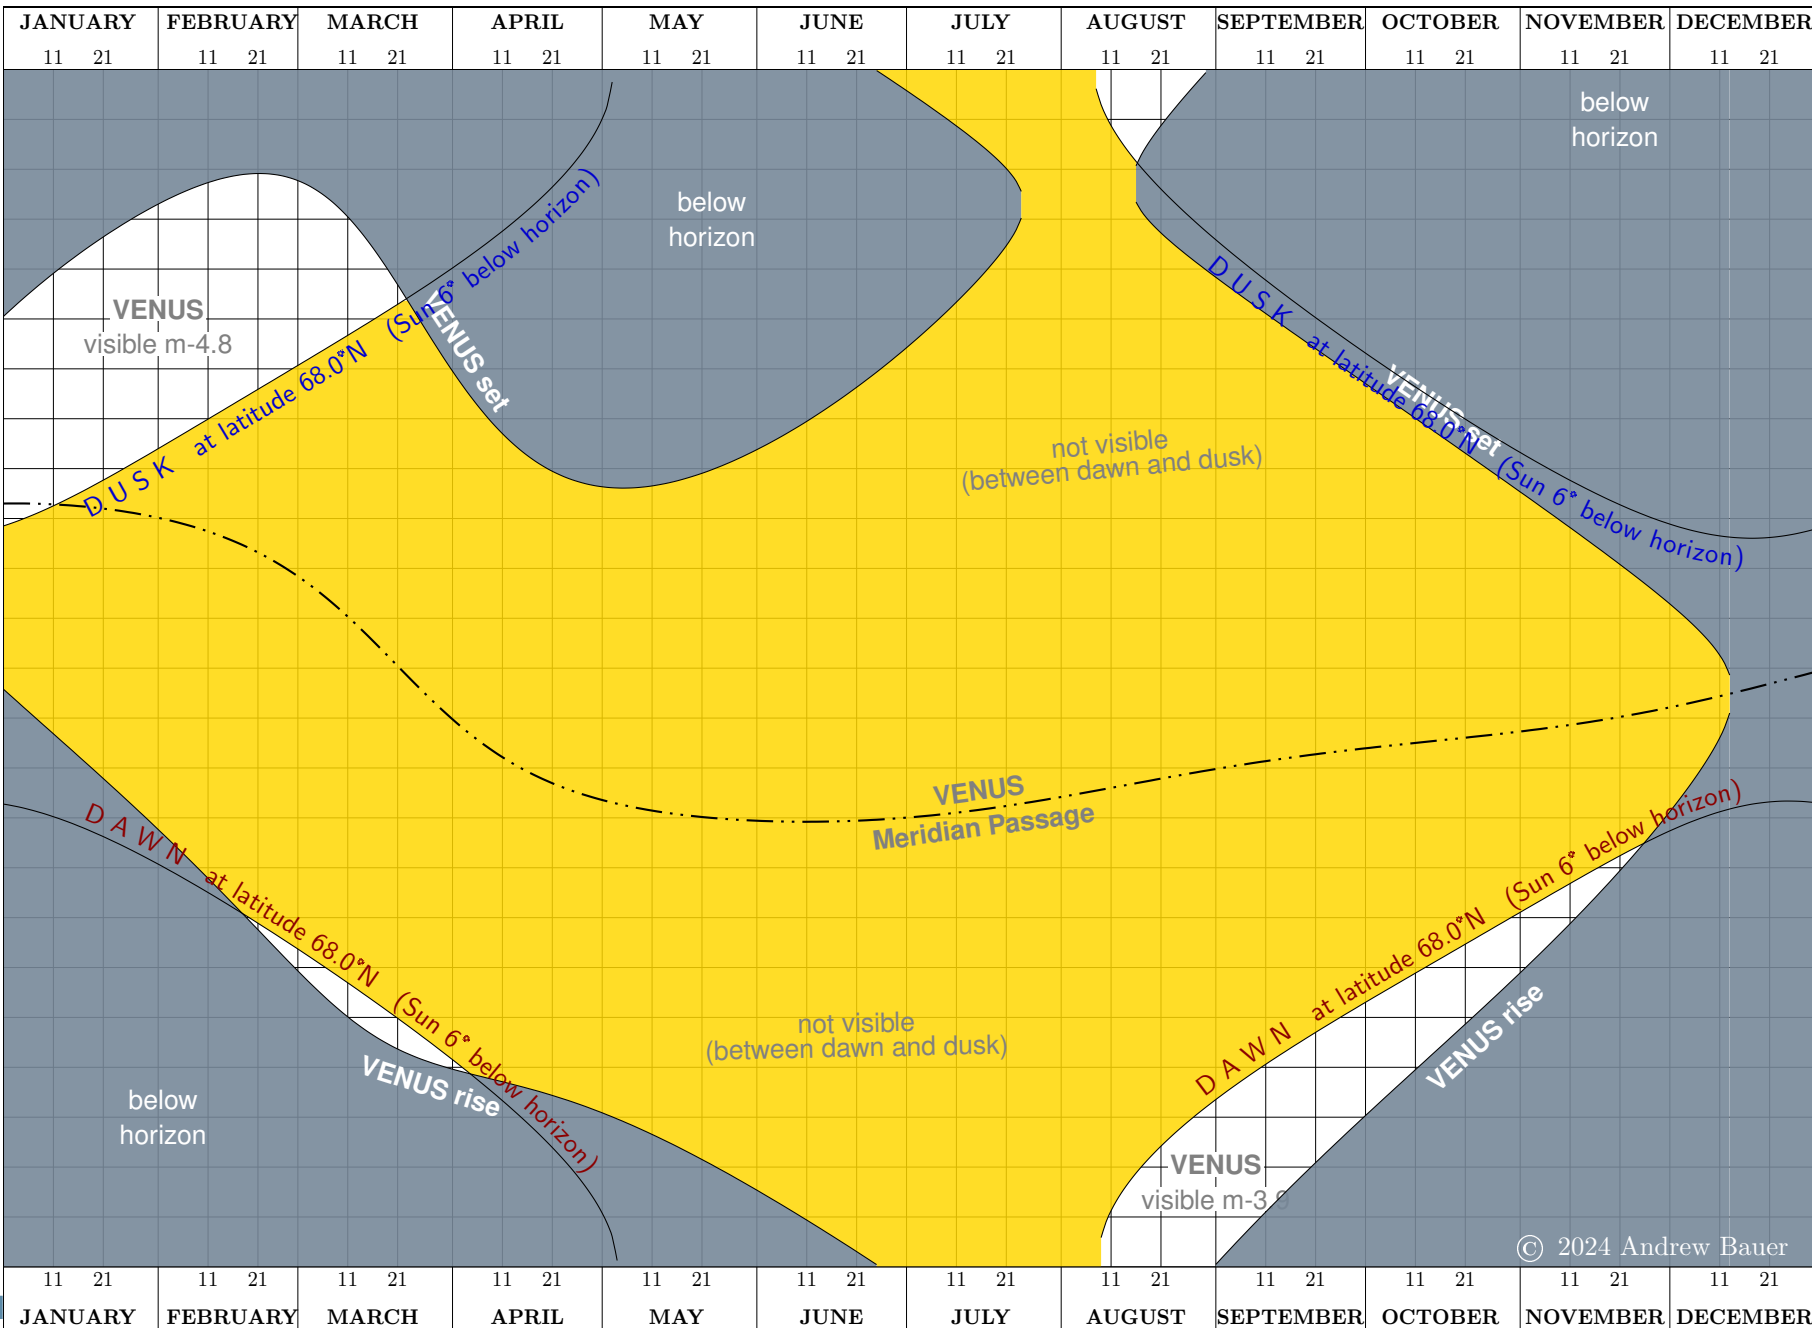 JANUARY FEBRUARY MARCH APRIL MAY JUNE JULY AUGUST SEPTEMBER OCTOBER NOVEMBER DECEMBER
11 21 11 21 11 21 11 21 11 21 11 21 11 21 11 21 11 21 11 21 11 21 11 21
below
horizon
below
horizon
VENUS
visible m-4.8
DUSK at latitude 68.0°N (Sun 6° below horizon)
VENUS set
DUSK at latitude 68.0°N (Sun 6° below horizon)
VENUS set
not visible
(between dawn and dusk)
VENUS
Meridian Passage
DAWN at latitude 68.0°N (Sun 6° below horizon)
VENUS rise
DAWN at latitude 68.0°N (Sun 6° below horizon)
VENUS rise
not visible
(between dawn and dusk)
below
horizon
VENUS
visible m-3.9
© 2024 Andrew Bauer
11 21 11 21 11 21 11 21 11 21 11 21 11 21 11 21 11 21 11 21 11 21 11 21
JANUARY FEBRUARY MARCH APRIL MAY JUNE JULY AUGUST SEPTEMBER OCTOBER NOVEMBER DECEMBER